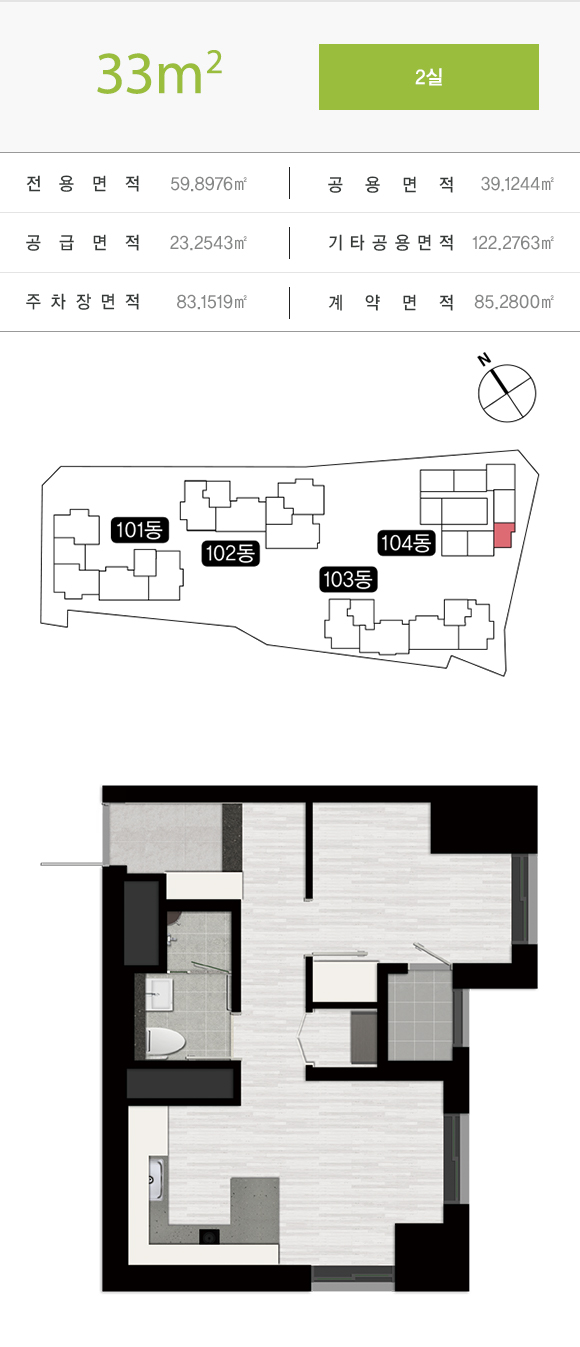 33m²
2실
전용면적 59.8976㎡
공용면적 39.1244㎡
공급면적 23.2543㎡
기타공용면적 122.2763㎡
주차장면적 83.1519㎡
계약면적 85.2800㎡
N
101동
102동
104동
103동